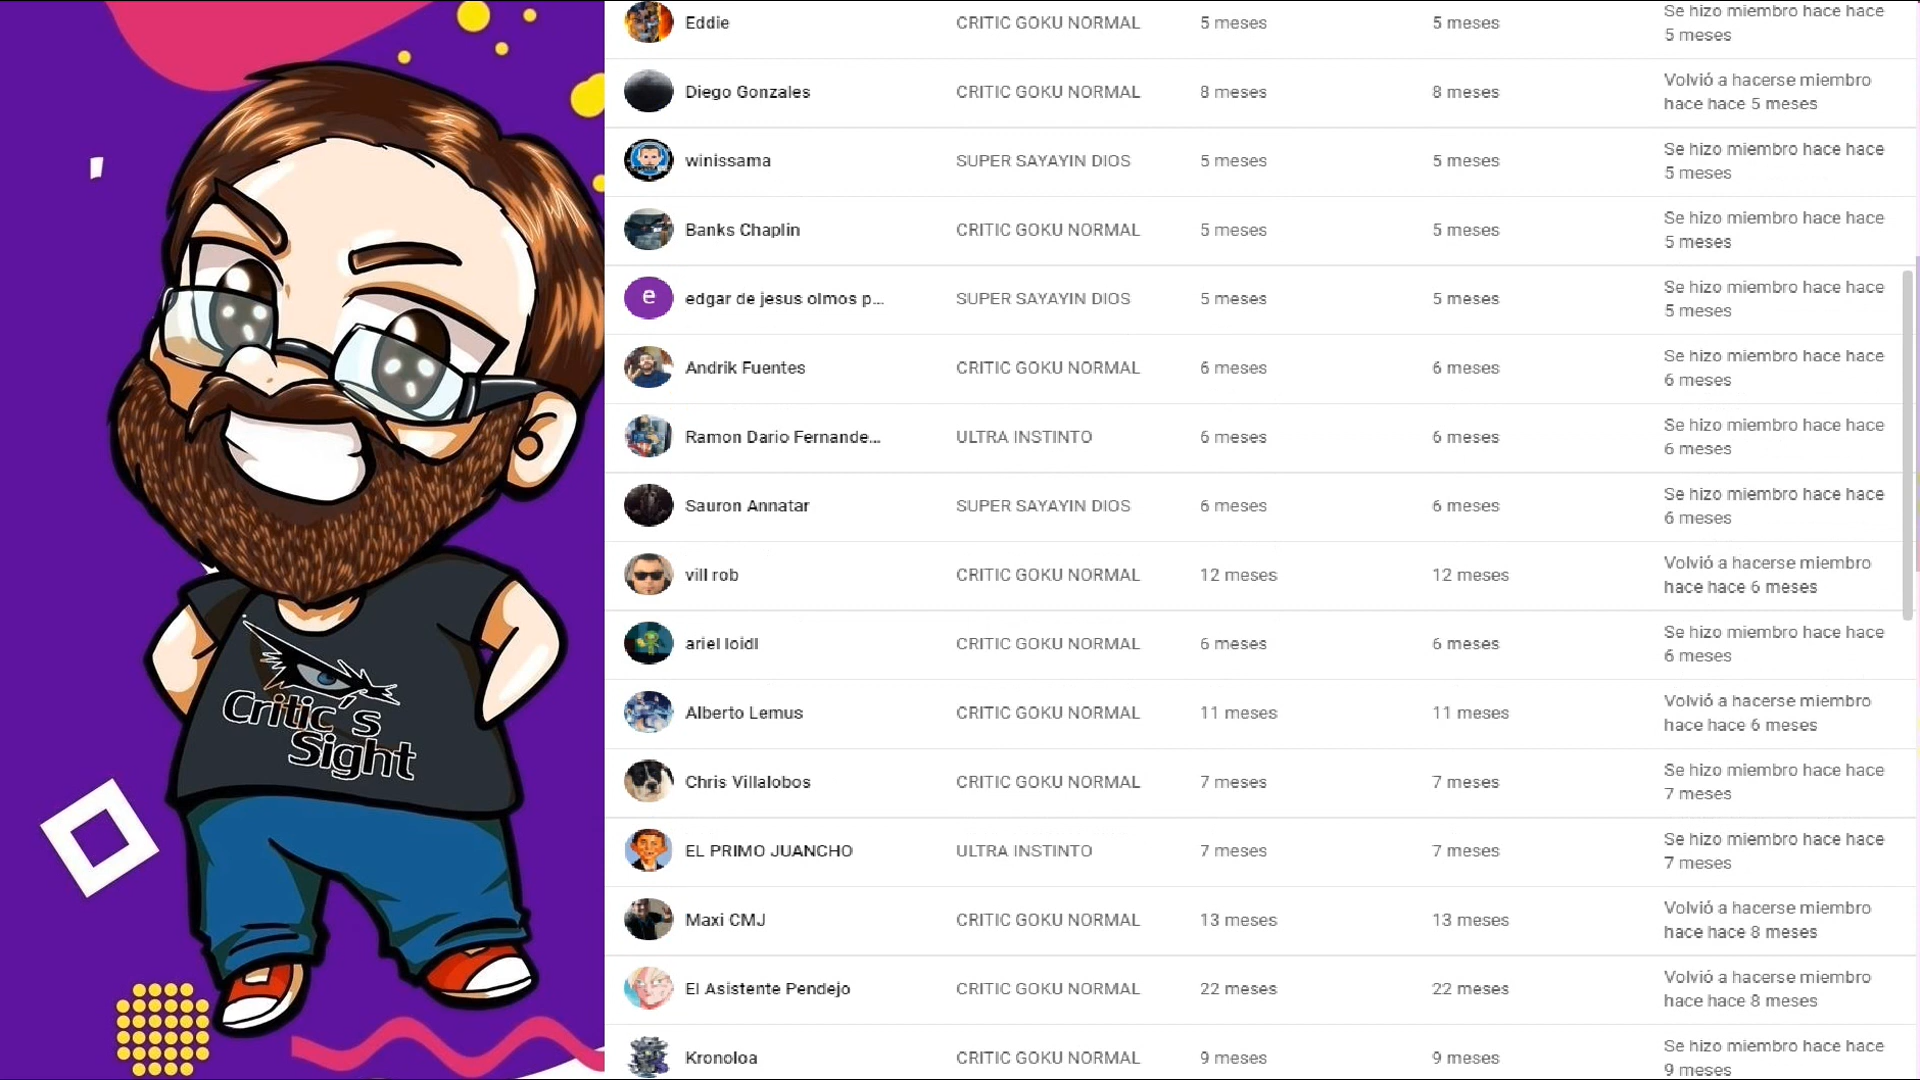 Eddie CRITIC GOKU NORMAL 5 meses 5 meses Se hizo miembro hace hace
5 meses
Diego Gonzales CRITIC GOKU NORMAL 8 meses 8 meses Volvió a hacerse miembro
hace hace 5 meses
winissama SUPER SAYAYIN DIOS 5 meses 5 meses Se hizo miembro hace hace
5 meses
Banks Chaplin CRITIC GOKU NORMAL 5 meses 5 meses Se hizo miembro hace hace
5 meses
e edgar de jesus olmos p... SUPER SAYAYIN DIOS 5 meses 5 meses Se hizo miembro hace hace
5 meses
Andrik Fuentes CRITIC GOKU NORMAL 6 meses 6 meses Se hizo miembro hace hace
6 meses
Ramon Dario Fernande... ULTRA INSTINTO 6 meses 6 meses Se hizo miembro hace hace
6 meses
Sauron Annatar SUPER SAYAYIN DIOS 6 meses 6 meses Se hizo miembro hace hace
6 meses
vill rob CRITIC GOKU NORMAL 12 meses 12 meses Volvió a hacerse miembro
hace hace 6 meses
ariel loidl CRITIC GOKU NORMAL 6 meses 6 meses Se hizo miembro hace hace
6 meses
Alberto Lemus CRITIC GOKU NORMAL 11 meses 11 meses Volvió a hacerse miembro
hace hace 6 meses
Chris Villalobos CRITIC GOKU NORMAL 7 meses 7 meses Se hizo miembro hace hace
7 meses
EL PRIMO JUANCHO ULTRA INSTINTO 7 meses 7 meses Se hizo miembro hace hace
7 meses
Maxi CMJ CRITIC GOKU NORMAL 13 meses 13 meses Volvió a hacerse miembro
hace hace 8 meses
El Asistente Pendejo CRITIC GOKU NORMAL 22 meses 22 meses Volvió a hacerse miembro
hace hace 8 meses
Kronoloa CRITIC GOKU NORMAL 9 meses 9 meses Se hizo miembro hace hace
9 meses
Critic´s
Sight